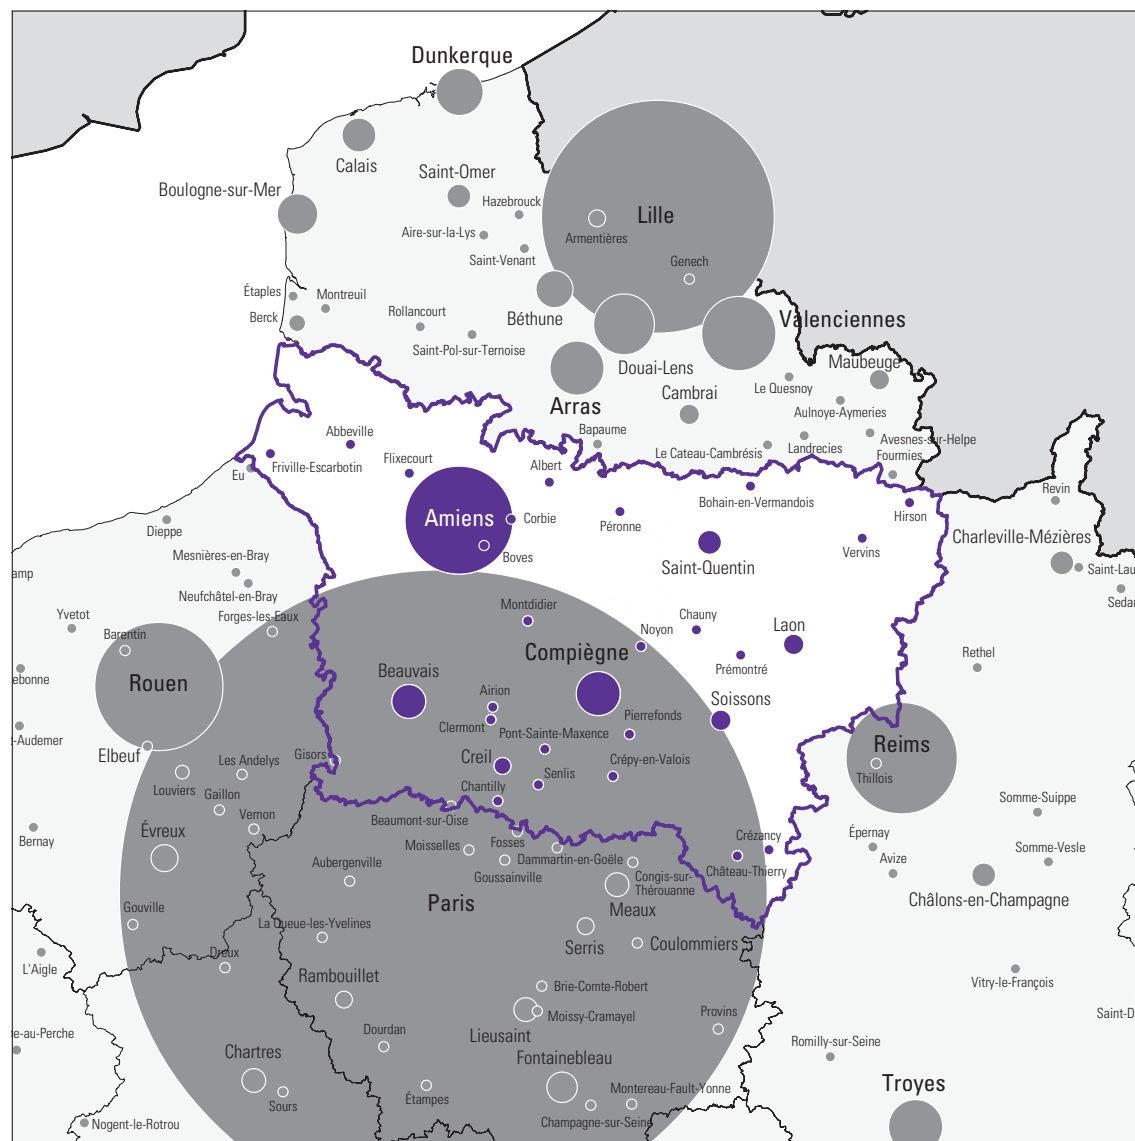 Dunkerque
Calais
Saint-Omer
Boulogne-sur-Mer
Hazebrouck
Lille
Aire-sur-la-Lys
Armentières
Saint-Venant
Genech
Étaples
Montreuil
Berck
Rollancourt
Béthune
Valenciennes
Saint-Pol-sur-Ternoise
Douai-Lens
Maubeuge
Le Quesnoy
Cambrai
Arras
Aulnoye-Aymeries
Bapaume
Abbeville
Avesnes-sur-Helpe
Landrecies
Le Cateau-Cambrésis
Fourmies
Flixecourt
Friville-Escarbotin
Albert
Eu
Revin
Bohain-en-Vermandois
Amiens
Corbie
Péronne
Hirson
Dieppe
Charleville-Mézières
Vervins
Mesnières-en-Bray
Boves
Saint-Quentin
Saint-Lau
amp
Neufchâtel-en-Bray
Sedan
Montdidier
Yvetot
Forges-les-Eaux
Chauny
Laon
Barentin
Noyon
Compiègne
Rethel
Prémontré
Beauvais
ebonne
Rouen
Airion
Soissons
Pierrefonds
Clermont
Pont-Sainte-Maxence
t-Audemer
Reims
Elbeuf
Gisors
Creil
Crépy-en-Valois
Les Andelys
Senlis
Thillois
Louviers
Chantilly
Gaillon
Somme-Suippe
Vernon
Beaumont-sur-Oise
Évreux
Crézancy
Épernay
Bernay
Moisselles
Fosses
Somme-Vesle
Aubergenville
Dammartin-en-Goële
Avize
Goussainville
Château-Thierry
Congis-sur-
Thérouanne
Paris
Châlons-en-Champagne
Gouville
Meaux
La Queue-les-Yvelines
Serris
Coulommiers
Dreux
L'Aigle
Rambouillet
Vitry-le-François
Brie-Comte-Robert
Provins
Saint-D
Moissy-Cramayel
Dourdan
Lieusaint
re-au-Perche
Romilly-sur-Seine
Chartres
Fontainebleau
Troyes
Montereau-Fault-Yonne
Étampes
Sours
Champagne-sur-Seine
Nogent-le-Rotrou